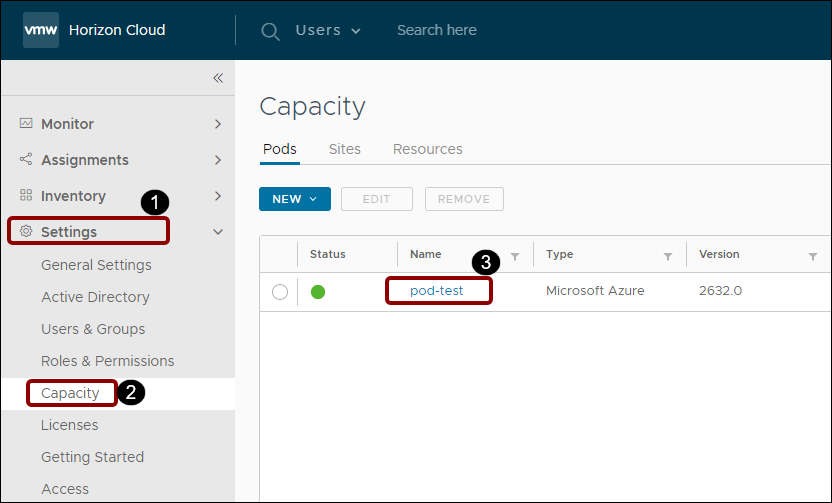 vmw Horizon Cloud Users Search here
Monitor
Assignments
Inventory
1
Settings
General Settings
Active Directory
Users & Groups
Roles & Permissions
Capacity 2
Licenses
Getting Started
Access
Capacity
Pods Sites Resources
NEW EDIT REMOVE
Status Name 3 Type Version
pod-test Microsoft Azure 2632.0